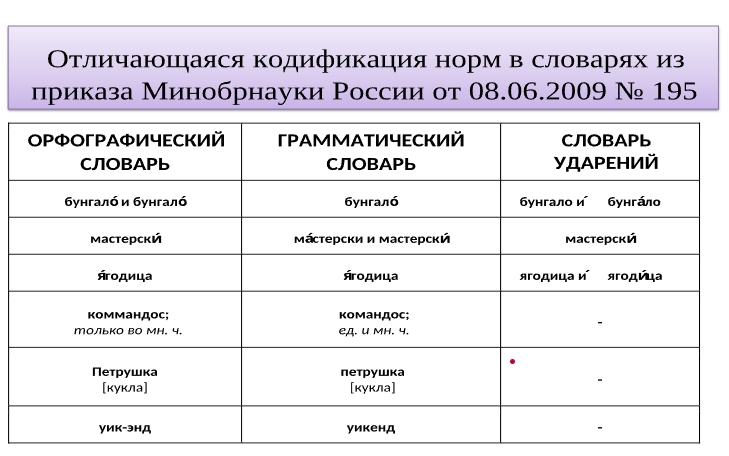 Отличающаяся кодификация норм в словарях из
приказа Минобрнауки России от 08.06.2009 № 195
ОРФОГРАФИЧЕСКИЙ
СЛОВАРЬ
ГРАММАТИЧЕСКИЙ
СЛОВАРЬ
СЛОВАРЬ
УДАРЕНИЙ
бунгало́ и бунгало́
бунгало́
бунгало и ́ бунга́ло
мастерски́
ма́стерски и мастерски́
мастерски́
я́годица
я́годица
ягодица и ́ ягоди́ца
коммандос;
только во мн. ч.
командос;
ед. и мн. ч.
-
Петрушка
[кукла]
петрушка
[кукла]
-
уик-энд
уикенд
-